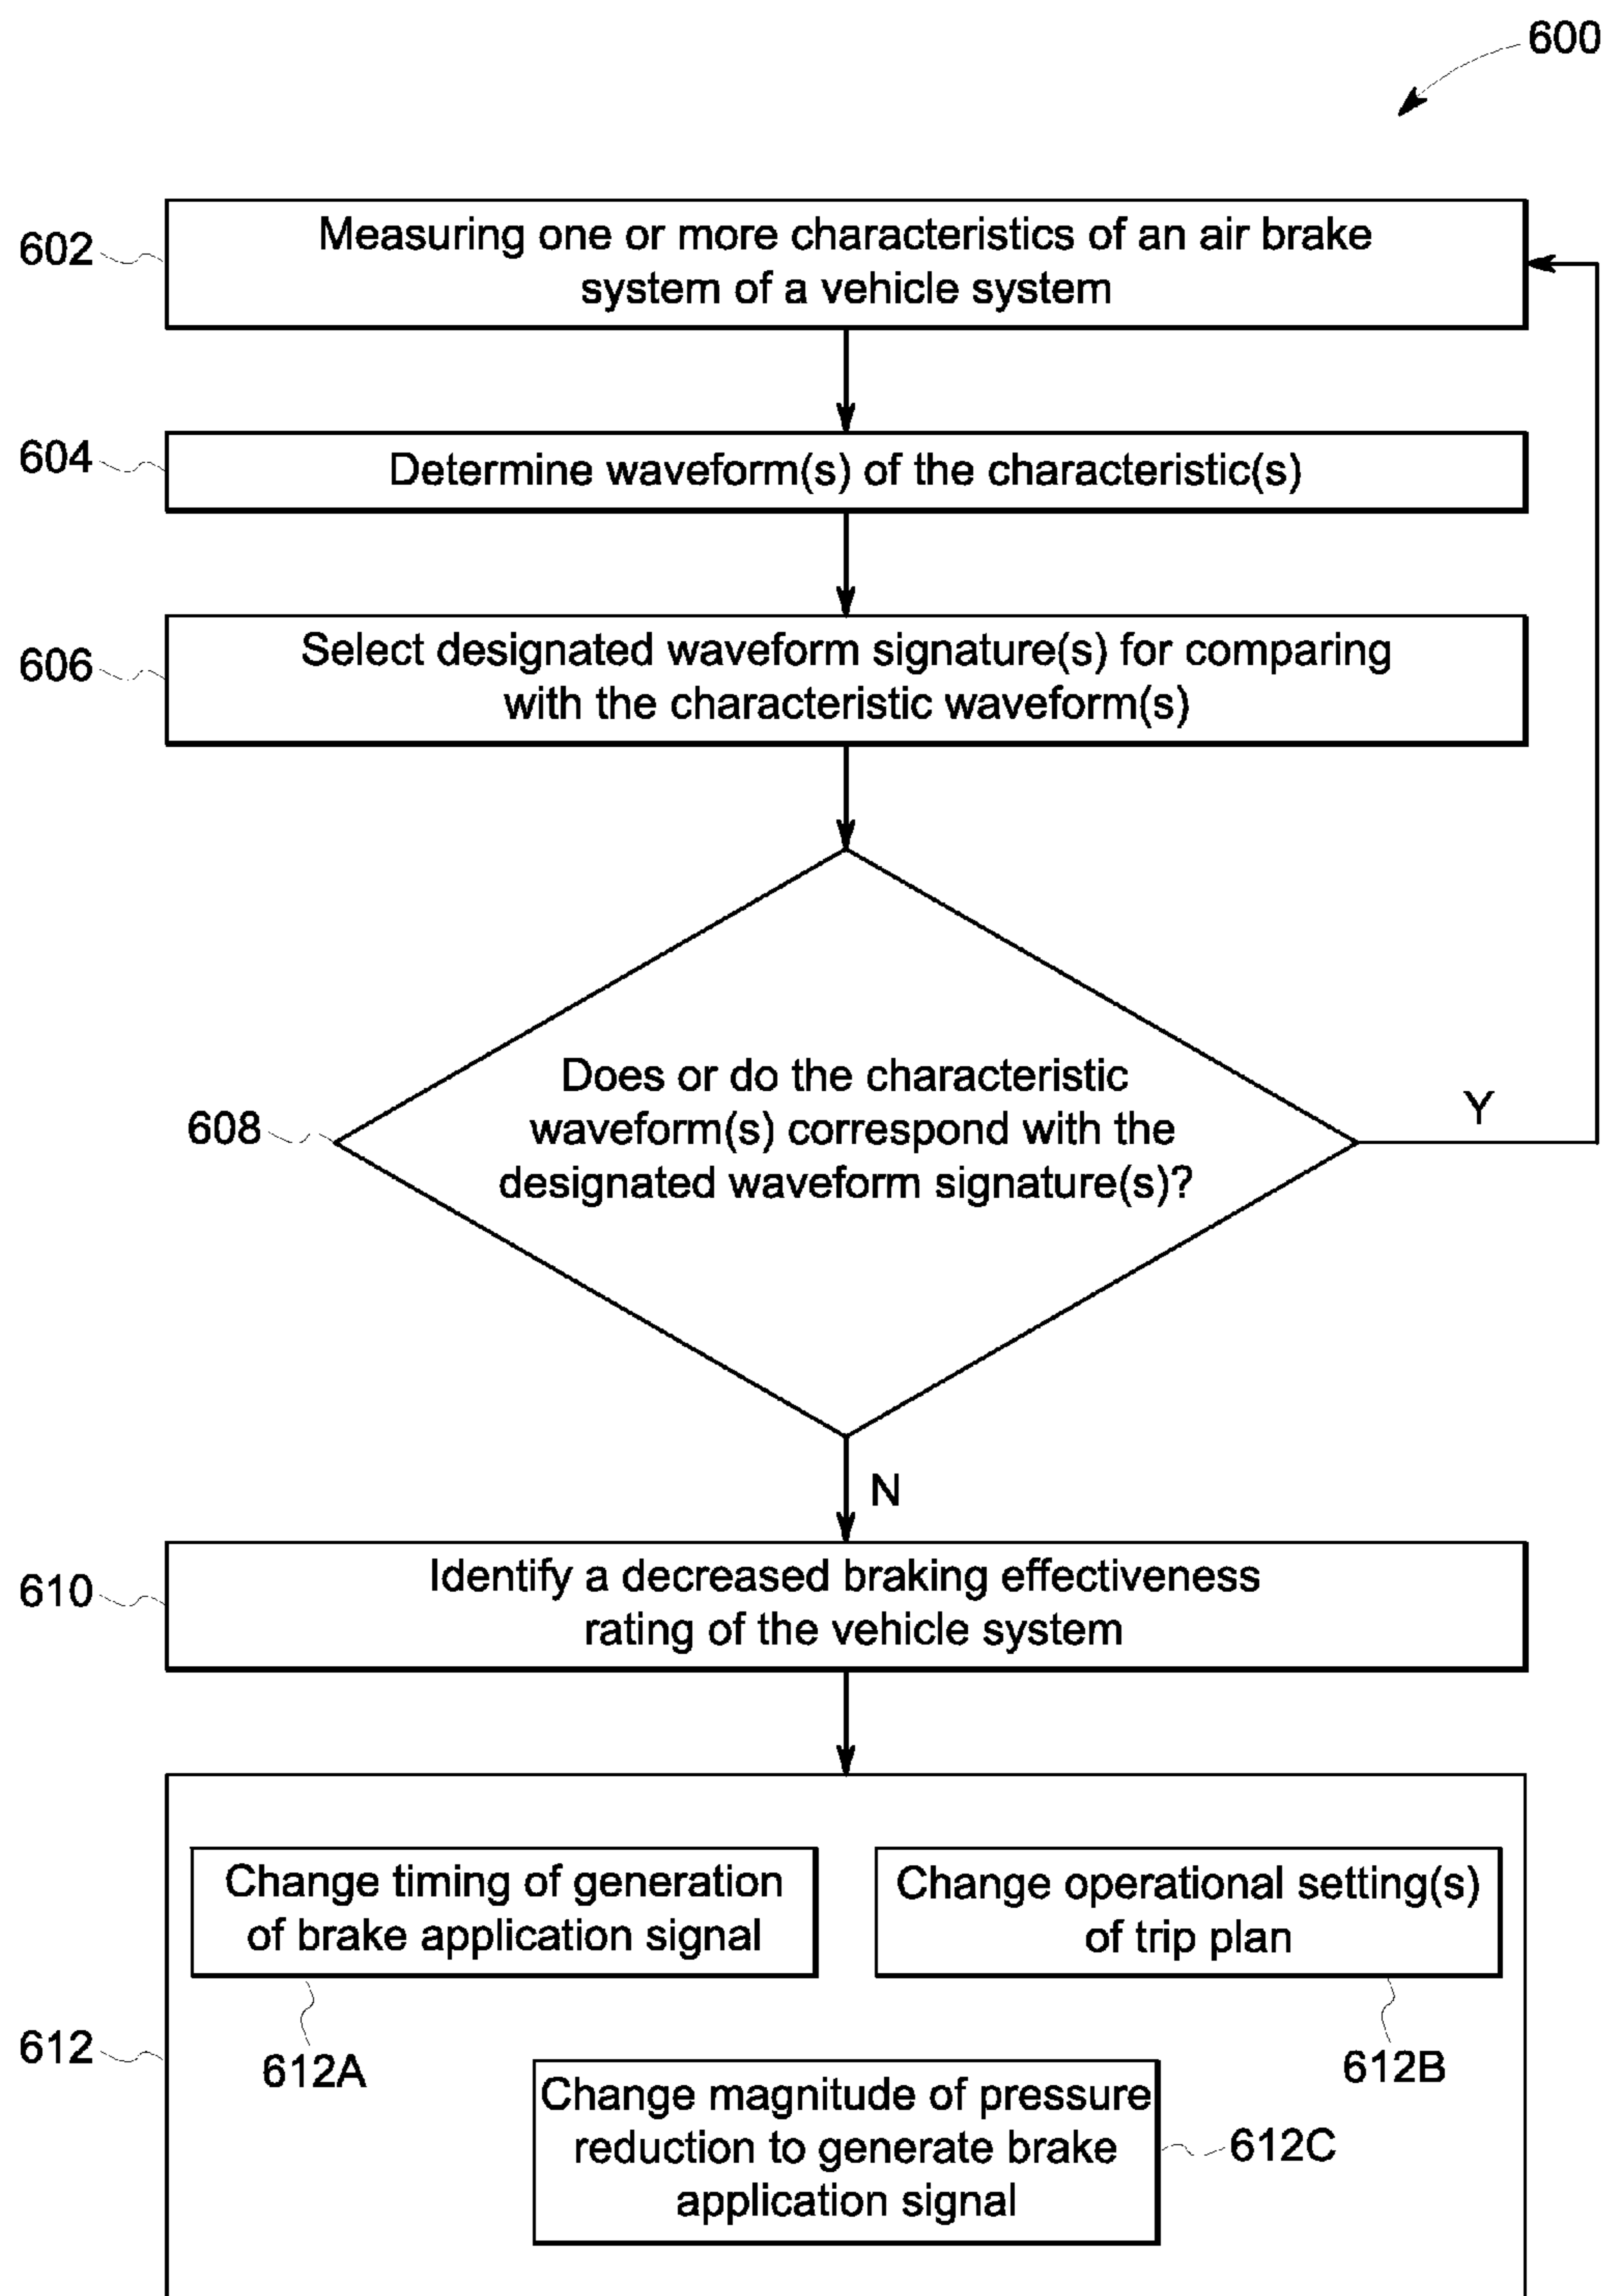 600
602
Measuring one or more characteristics of an air brake
system of a vehicle system
604
Determine waveform(s) of the characteristic(s)
606
Select designated waveform signature(s) for comparing
with the characteristic waveform(s)
608
Does or do the characteristic
waveform(s) correspond with the
designated waveform signature(s)?
Y
N
610
Identify a decreased braking effectiveness
rating of the vehicle system
612
Change timing of generation
of brake application signal
612A
Change operational setting(s)
of trip plan
612B
Change magnitude of pressure
reduction to generate brake
application signal
612C